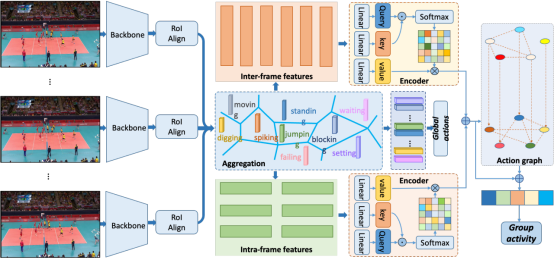 Backbone
RoI
Align
Backbone
RoI
Align
Backbone
RoI
Align
Inter-frame features
movin
g
standin
g
waiting
digging
spiking
jumpin
g
blockin
g
failing
setting
Aggregation
Intra-frame features
Linear
Query
Linear
key
Linear
value
Softmax
Encoder
Global
actions
Linear
value
Linear
key
Linear
Query
Encoder
Softmax
Action graph
Group
activity